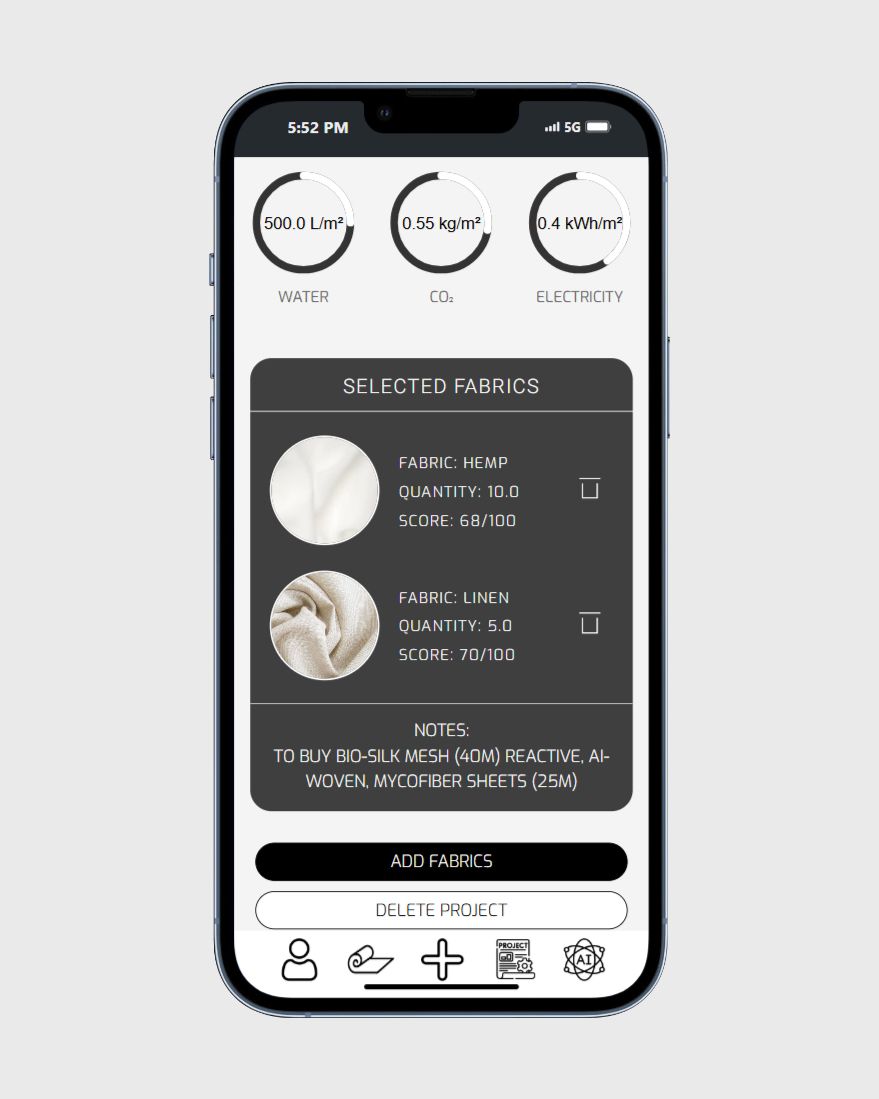 5:52 PM 5G
500.0 L/m² 0.55 kg/m² 0.4 kWh/m²
WATER CO₂ ELECTRICITY
SELECTED FABRICS
FABRIC: HEMP
QUANTITY: 10.0
SCORE: 68/100
FABRIC: LINEN
QUANTITY: 5.0
SCORE: 70/100
NOTES:
TO BUY BIO-SILK MESH (40M) REACTIVE, AI-
WOVEN, MYCOFIBER SHEETS (25M)
ADD FABRICS
DELETE PROJECT
PROJECT AI